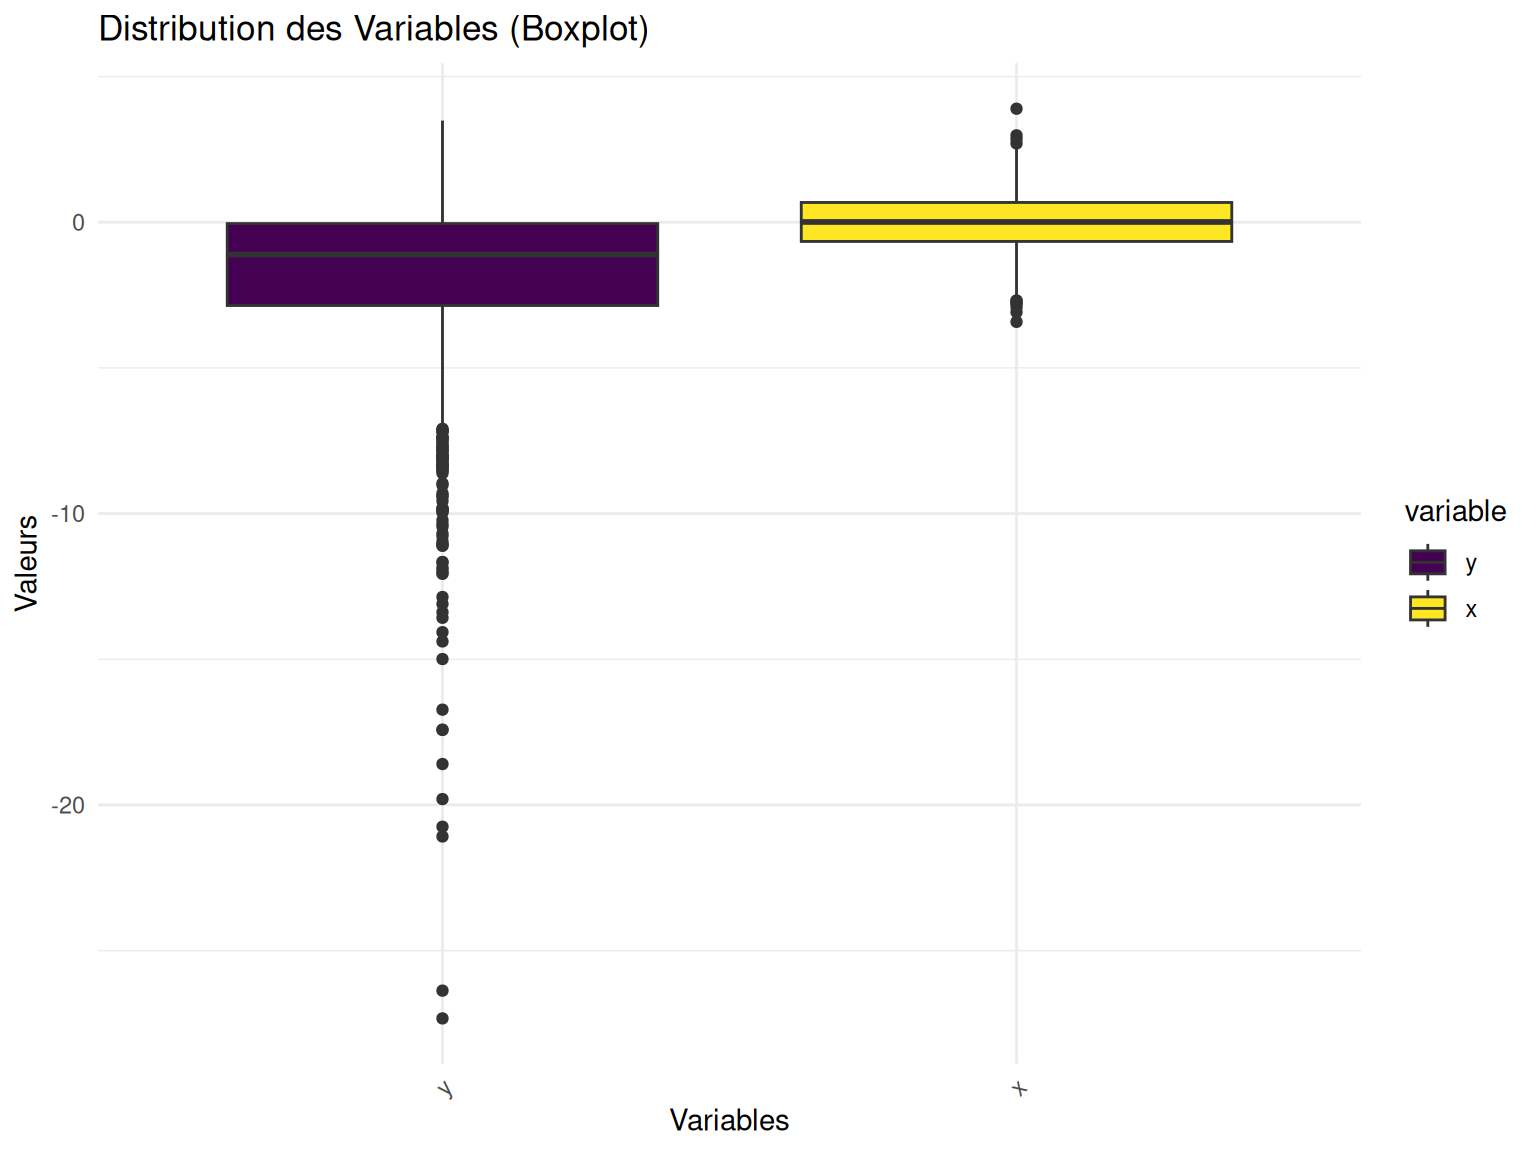 Distribution des Variables (Boxplot)
Valeurs
0
-10
-20
y
x
Variables
variable
y
x